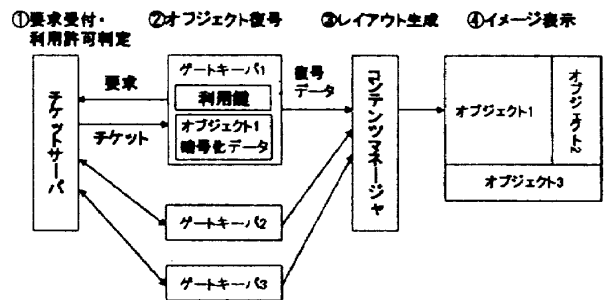 ①要求受付・
利用許可判定
②オブジェクト復号
③レイアウト生成
④イメージ表示
チケットサーバ
要求
チケット
ゲートキーパ1
利用鍵
オブジェクト1
暗号化データ
復号
データ
ゲートキーパ2
ゲートキーパ3
コンテンツマネージャ
オブジェクト1
オブジェクト2
オブジェクト3